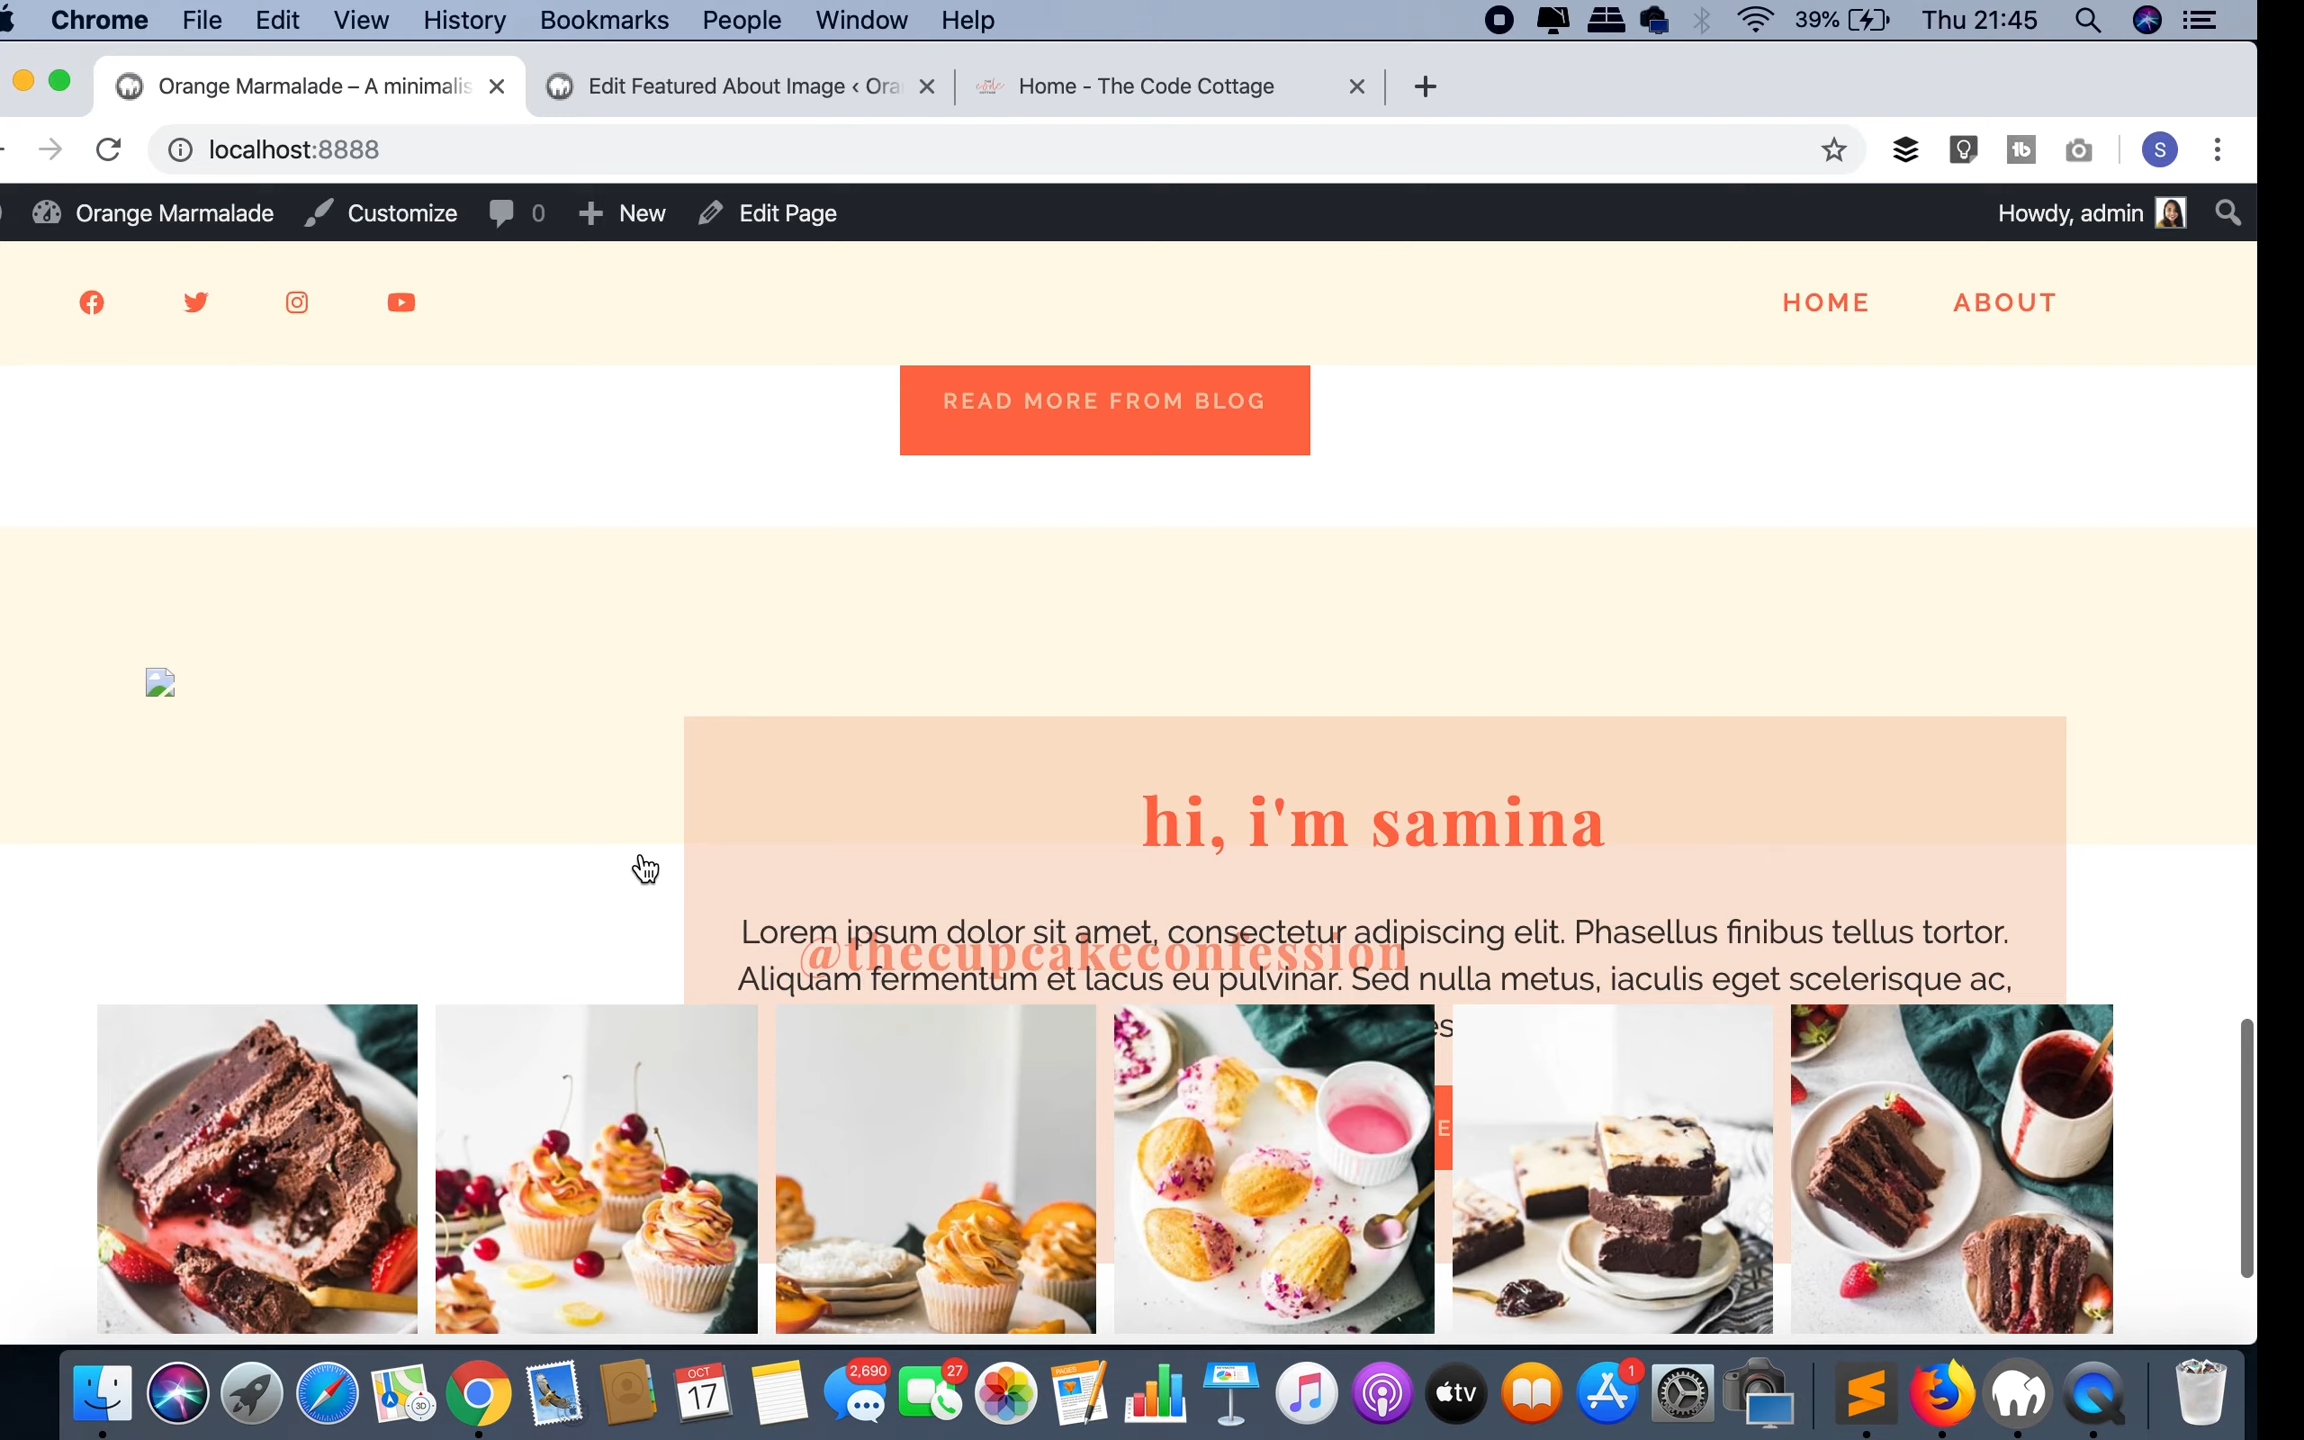 Chrome File Edit View History Bookmarks People Window Help 39% Thu 21:45
Orange Marmalade – A minimalis Edit Featured About Image ‹ Ora Home - The Code Cottage
localhost:8888
Orange Marmalade Customize 0 New Edit Page Howdy, admin
HOME ABOUT
READ MORE FROM BLOG
hi, i'm samina
Lorem ipsum dolor sit amet, consectetur adipiscing elit. Phasellus finibus tellus tortor.
@thecupcakeconfession
Aliquam fermentum et lacus eu pulvinar. Sed nulla metus, iaculis eget scelerisque ac,
es
E
3D
OCT
17
2,690
27
PAGES
tv
1